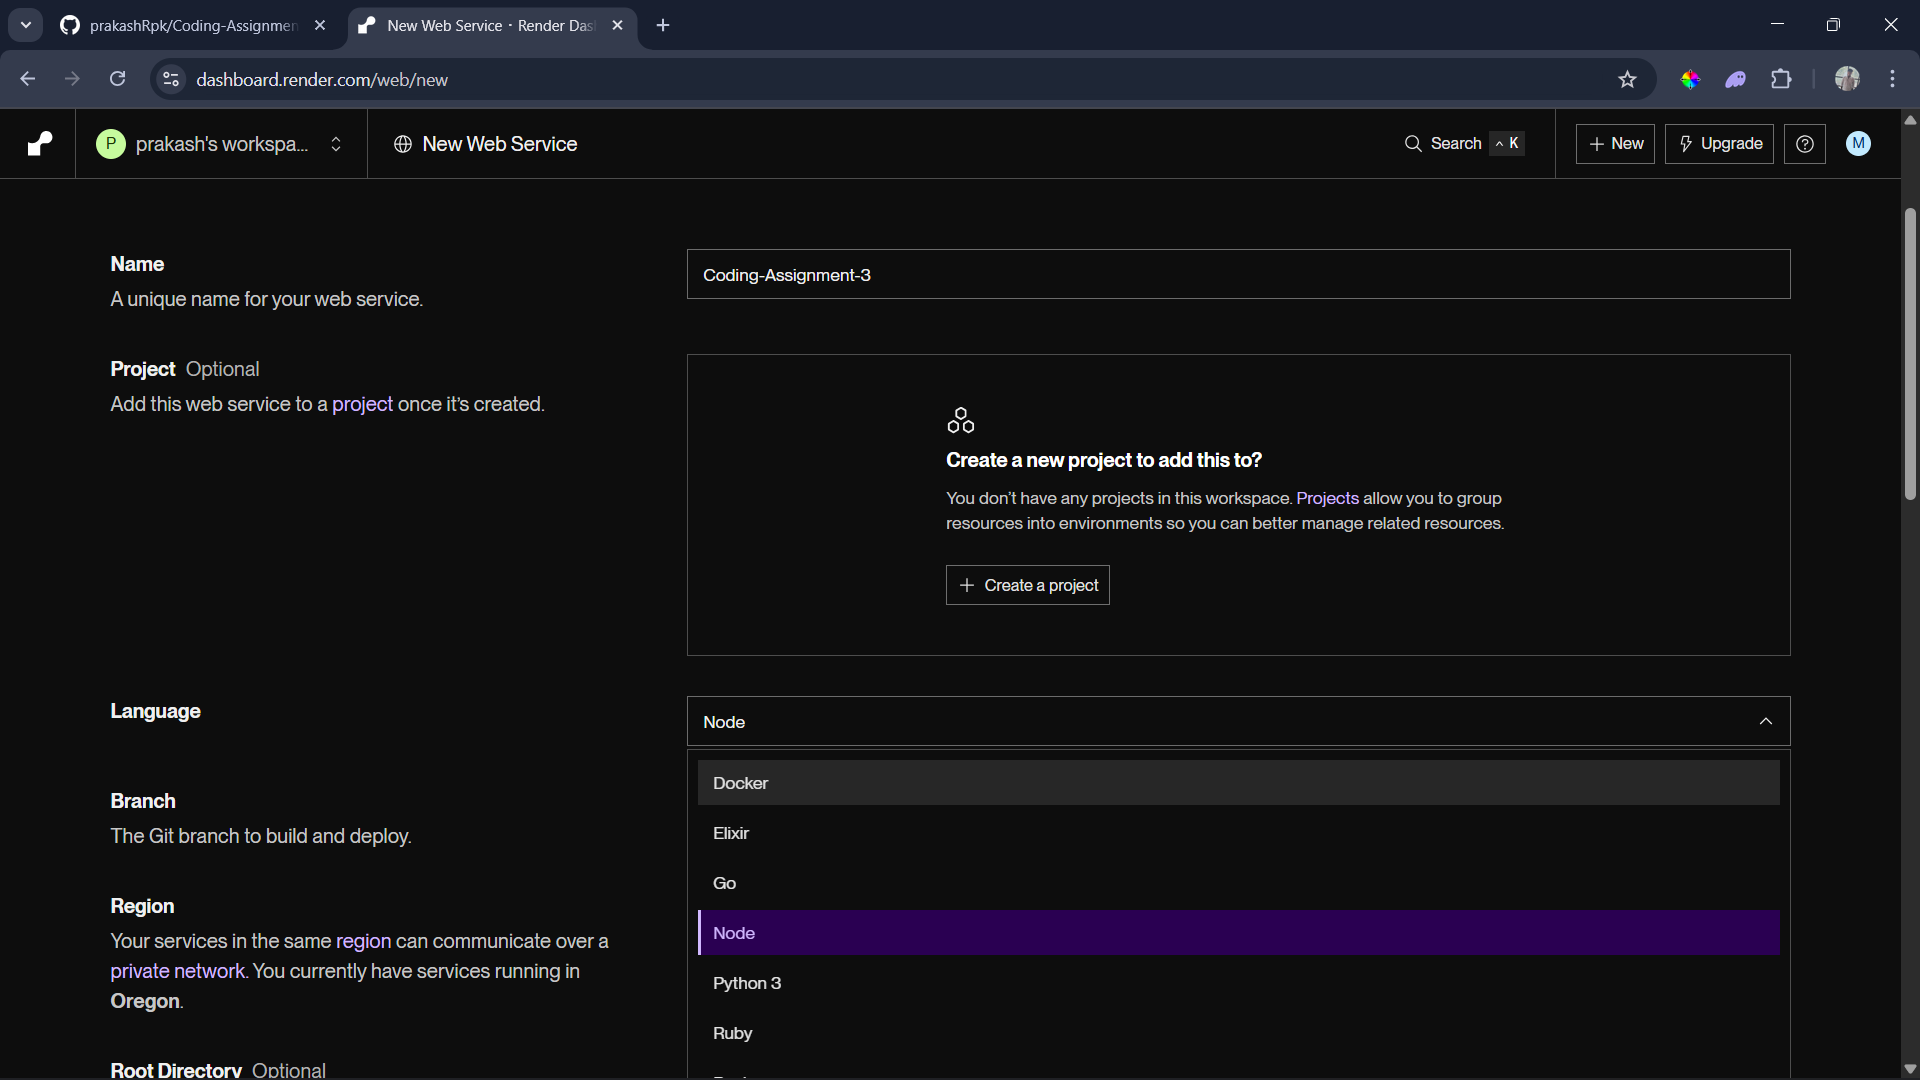 prakashRpk/Coding-Assignmen
New Web Service · Render Das
dashboard.render.com/web/new
P
prakash's workspa...
New Web Service
Search
K
New
Upgrade
M
Name
A unique name for your web service.
Coding-Assignment-3
Project Optional
Add this web service to a project once it's created.
Create a new project to add this to?
You don't have any projects in this workspace. Projects allow you to group
resources into environments so you can better manage related resources.
Create a project
Language
Node
Docker
Elixir
Go
Node
Python 3
Ruby
Branch
The Git branch to build and deploy.
Region
Your services in the same region can communicate over a
private network. You currently have services running in
Oregon.
Root Directory Optional